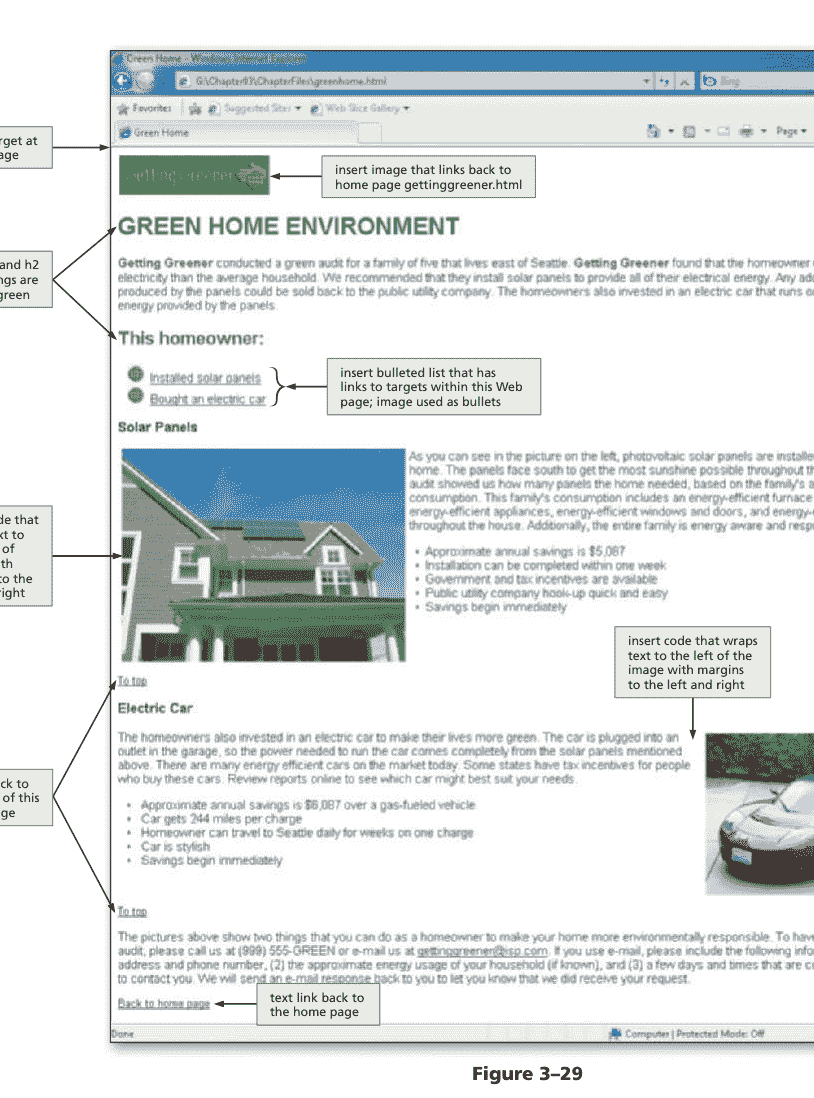 Green Home -
G:\Chapter03\ChapterFiles\greenhome.html
Bing
Favorites
Suggested Sites
Web Slice Gallery
Green Home
Page
rget at
age
gettinggreener
insert image that links back to
home page gettinggreener.html
GREEN HOME ENVIRONMENT
and h2
ngs are
green
Getting Greener conducted a green audit for a family of five that lives east of Seattle. Getting Greener found that the homeowner
electricity than the average household. We recommended that they install solar panels to provide all of their electrical energy. Any
produced by the panels could be sold back to the public utility company. The homeowners also invested in an electric car that runs
energy provided by the panels.
This homeowner:
Installed solar panels
Bought an electric car
insert bulleted list that has
links to targets within this Web
page; image used as bullets
Solar Panels
de that
xt to
of
th
to the
right
As you can see in the picture on the left, photovoltaic solar panels are
home. The panels face south to get the most sunshine possible throughout
audit showed us how many panels the home needed, based on the family's
consumption. This family's consumption includes an energy-efficient furnace
energy-efficient appliances, energy-efficient windows and doors, and
throughout the house. Additionally, the entire family is energy aware and
• Approximate annual savings is $5,087
• Installation can be completed within one week
• Government and tax incentives are available
• Public utility company hook-up quick and easy
• Savings begin immediately
insert code that wraps
text to the left of the
image with margins
to the left and right
To top
Electric Car
The homeowners also invested in an electric car to make their lives more green. The car is plugged into an
outlet in the garage, so the power needed to run the car comes completely from the solar panels mentioned
above. There are many energy efficient cars on the market today. Some states have tax incentives for people
who buy these cars. Review reports online to see which car might best suit your needs.
ck to
of this
ge
• Approximate annual savings is $6,087 over a gas-fueled vehicle
• Car gets 244 miles per charge
• Homeowner can travel to Seattle daily for weeks on one charge
• Car is stylish
• Savings begin immediately
To top
The pictures above show two things that you can do as a homeowner to make your home more environmentally responsible. To have
audit, please call us at (999) 555-GREEN or e-mail us at gettinggreener@isp.com. If you use e-mail, please include the following
address and phone number, (2) the approximate energy usage of your household (if known), and (3) a few days and times that are
to contact you. We will send an e-mail response back to you to let you know that we did receive your request.
Back to home page
text link back to
the home page
Done
Computer | Protected Mode: Off
Figure 3–29